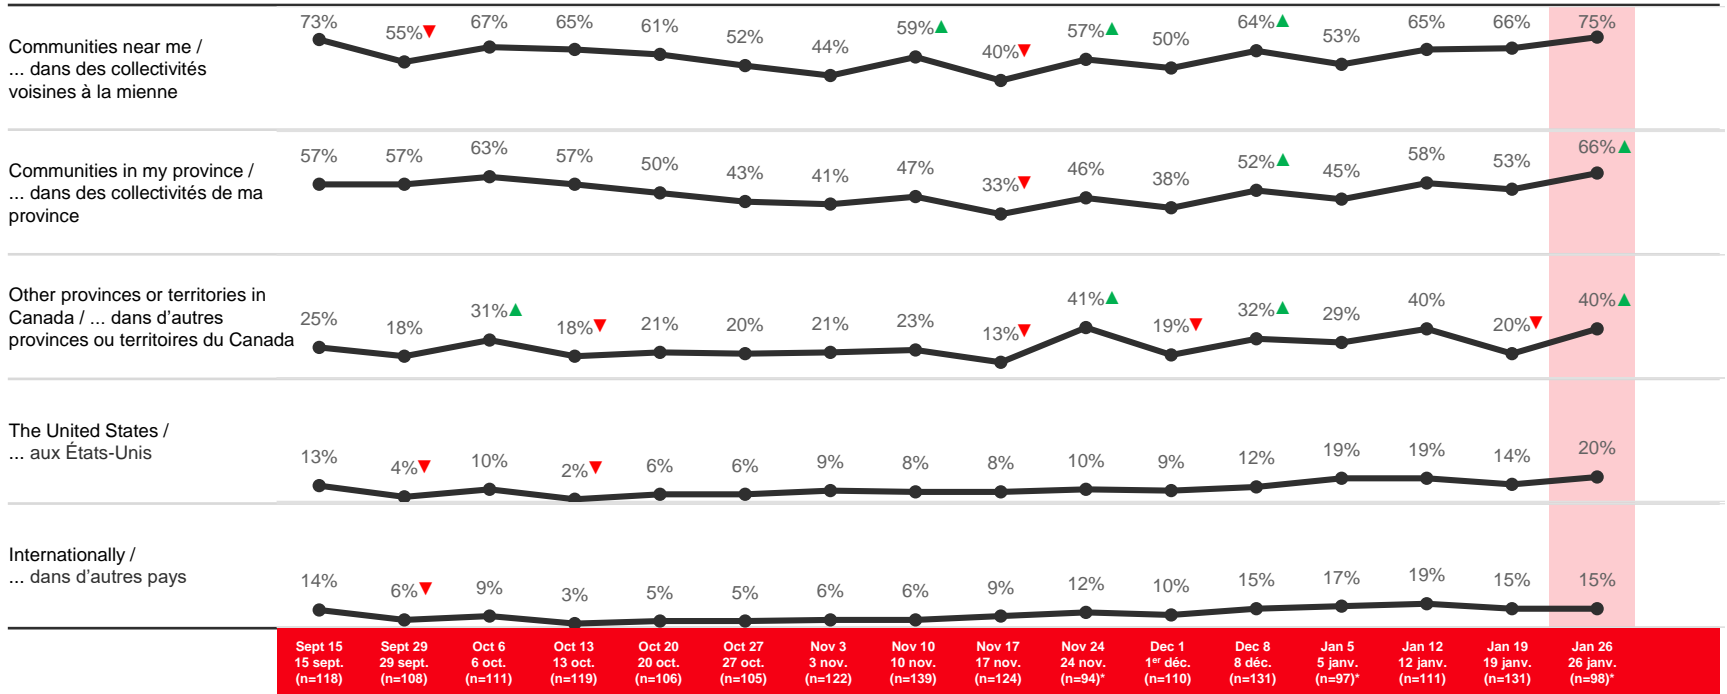 Communities near me /
... dans des collectivités
voisines à la mienne
73% 55%▼ 67% 65% 61% 52% 44% 59%▲ 40%▼ 57%▲ 50% 64%▲ 53% 65% 66% 75%
Communities in my province /
... dans des collectivités de ma
province
57% 57% 63% 57% 50% 43% 41% 47% 33%▼ 46% 38% 52%▲ 45% 58% 53% 66%▲
Other provinces or territories in
Canada / ... dans d'autres
provinces ou territoires du Canada
25% 18% 31%▲ 18%▼ 21% 20% 21% 23% 13%▼ 41%▲ 19%▼ 32%▲ 29% 40% 20%▼ 40%▲
The United States /
... aux États-Unis
13% 4%▼ 10% 2%▼ 6% 6% 9% 8% 8% 10% 9% 12% 19% 19% 14% 20%
Internationally /
... dans d'autres pays
14% 6%▼ 9% 3% 5% 5% 6% 6% 9% 12% 10% 15% 17% 19% 15% 15%
Sept 15 Sept 29 Oct 6 Oct 13 Oct 20 Oct 27 Nov 3 Nov 10 Nov 17 Nov 24 Dec 1 Dec 8 Jan 5 Jan 12 Jan 19 Jan 26
15 sept. 29 sept. 6 oct. 13 oct. 20 oct. 27 oct. 3 nov. 10 nov. 17 nov. 24 nov. 1er déc. 8 déc. 5 janv. 12 janv. 19 janv. 26 janv.
(n=118) (n=108) (n=111) (n=119) (n=106) (n=105) (n=122) (n=139) (n=124) (n=94)* (n=110) (n=131) (n=97)* (n=111) (n=131) (n=98)*